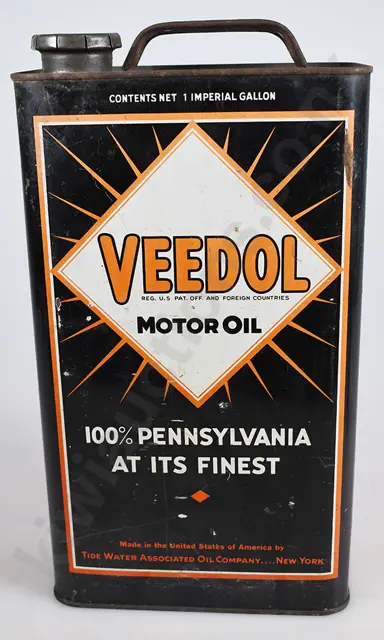 CONTENTS NET 1 IMPERIAL GALLON
VEEDOL
REG. U.S. PAT. OFF. AND FOREIGN COUNTRIES
MOTOR OIL
100% PENNSYLVANIA
AT ITS FINEST
Made in the United States of America by
TIDE WATER ASSOCIATED OIL COMPANY....NEW YORK